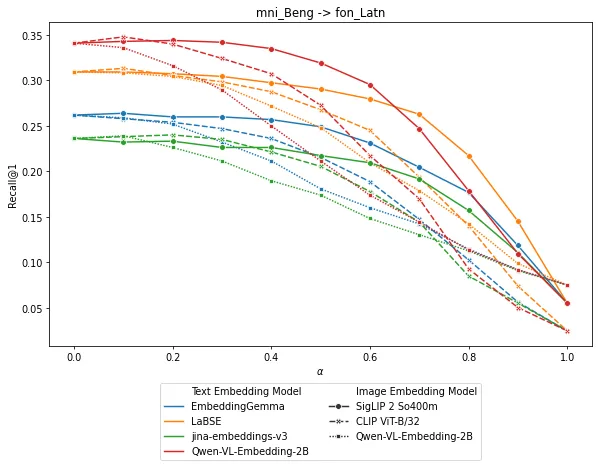 mni_Beng -> fon_Latn
Recall@1
0.35
0.30
0.25
0.20
0.15
0.10
0.05
0.0 0.2 0.4 0.6 0.8 1.0
α
Text Embedding Model
EmbeddingGemma
LaBSE
jina-embeddings-v3
Qwen-VL-Embedding-2B
Image Embedding Model
SigLIP 2 So400m
CLIP ViT-B/32
Qwen-VL-Embedding-2B